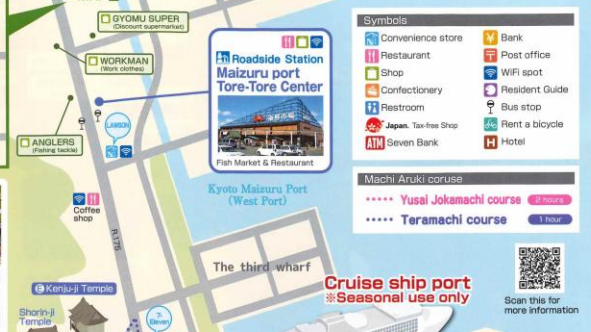 GYOMU SUPER
(Discount supermarket)
WORKMAN
(Work clothes)
ANGLERS
(Fishing tackle)
LAWSON
Coffee
shop
R.175
Kenju-ji Temple
Shorin-ji
Temple
7-
Eleven
Roadside Station
Maizuru port
Tore-Tore Center
Fish Market & Restaurant
Kyoto Maizuru Port
(West Port)
The third wharf
Cruise ship port
※Seasonal use only
Symbols
Convenience store
Restaurant
Shop
Confectionery
Restroom
Japan. Tax-free Shop
ATM Seven Bank
¥ Bank
〒 Post office
WiFi spot
Resident Guide
Bus stop
Rent a bicycle
H Hotel
Machi Aruki coruse
Yusai Jokamachi course 2 hours
Teramachi course 1 hour
Scan this for
more information